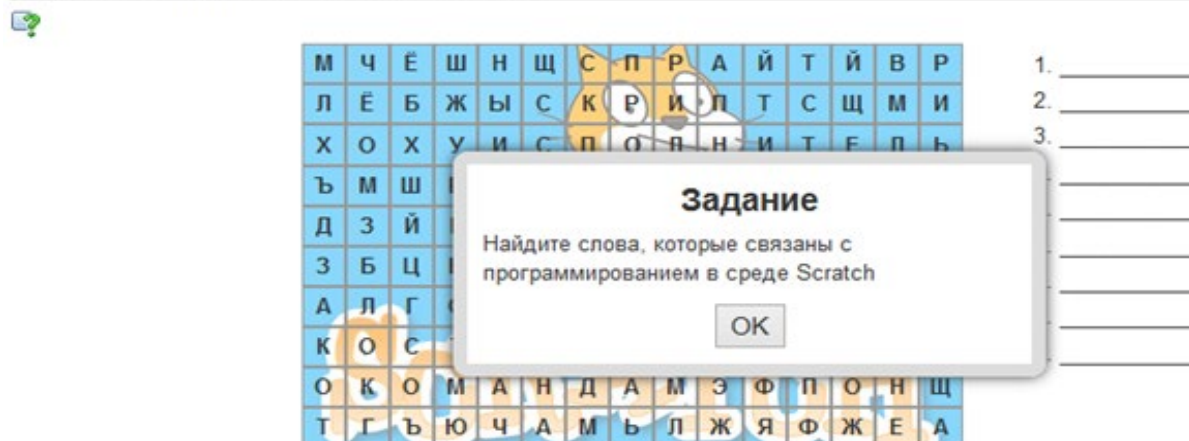 М Ч Ё Ш Н Щ С П Р А Й Т Й В Р
Л Ё Б Ж Ы С К Р И П Т С Щ М И
Х О Х У И С П О Л Н И Т Е Л Ь
Ъ М Ш
Д З Й
З Б Ц
А Л Г
К О С
О К О М А Н Д А М Э Ф П О Н Щ
Т Г Ъ Ю Ч А М Ь Л Ж Я Ф Ж Е А
1.
2.
3.
Задание
Найдите слова, которые связаны с
программированием в среде Scratch
OK